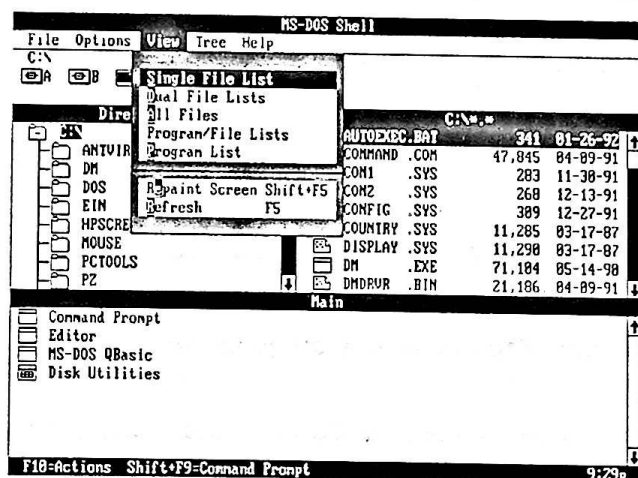 MS-DOS Shell
File Options View Tree Help
C:\
A B
Single File List
Dual File Lists
All Files
Program/File Lists
Program List
Repaint Screen Shift+F5
Refresh F5
Dire
C:\
ANTVIR
DM
DOS
EIN
HPSCRE
MOUSE
PCTOOLS
PZ
C:\*.*
AUTOEXEC.BAT 341 01-26-92
COMMAND .COM 47,845 04-09-91
CON1 .SYS 283 11-30-91
CON2 .SYS 268 12-13-91
CONFIG .SYS 309 12-27-91
COUNTRY .SYS 11,285 03-17-87
DISPLAY .SYS 11,290 03-17-87
DM .EXE 71,104 05-14-90
DMDRVR .BIN 21,186 04-09-91
Main
Command Prompt
Editor
MS-DOS QBasic
Disk Utilities
F10=Actions Shift+F9=Command Prompt 9:29p